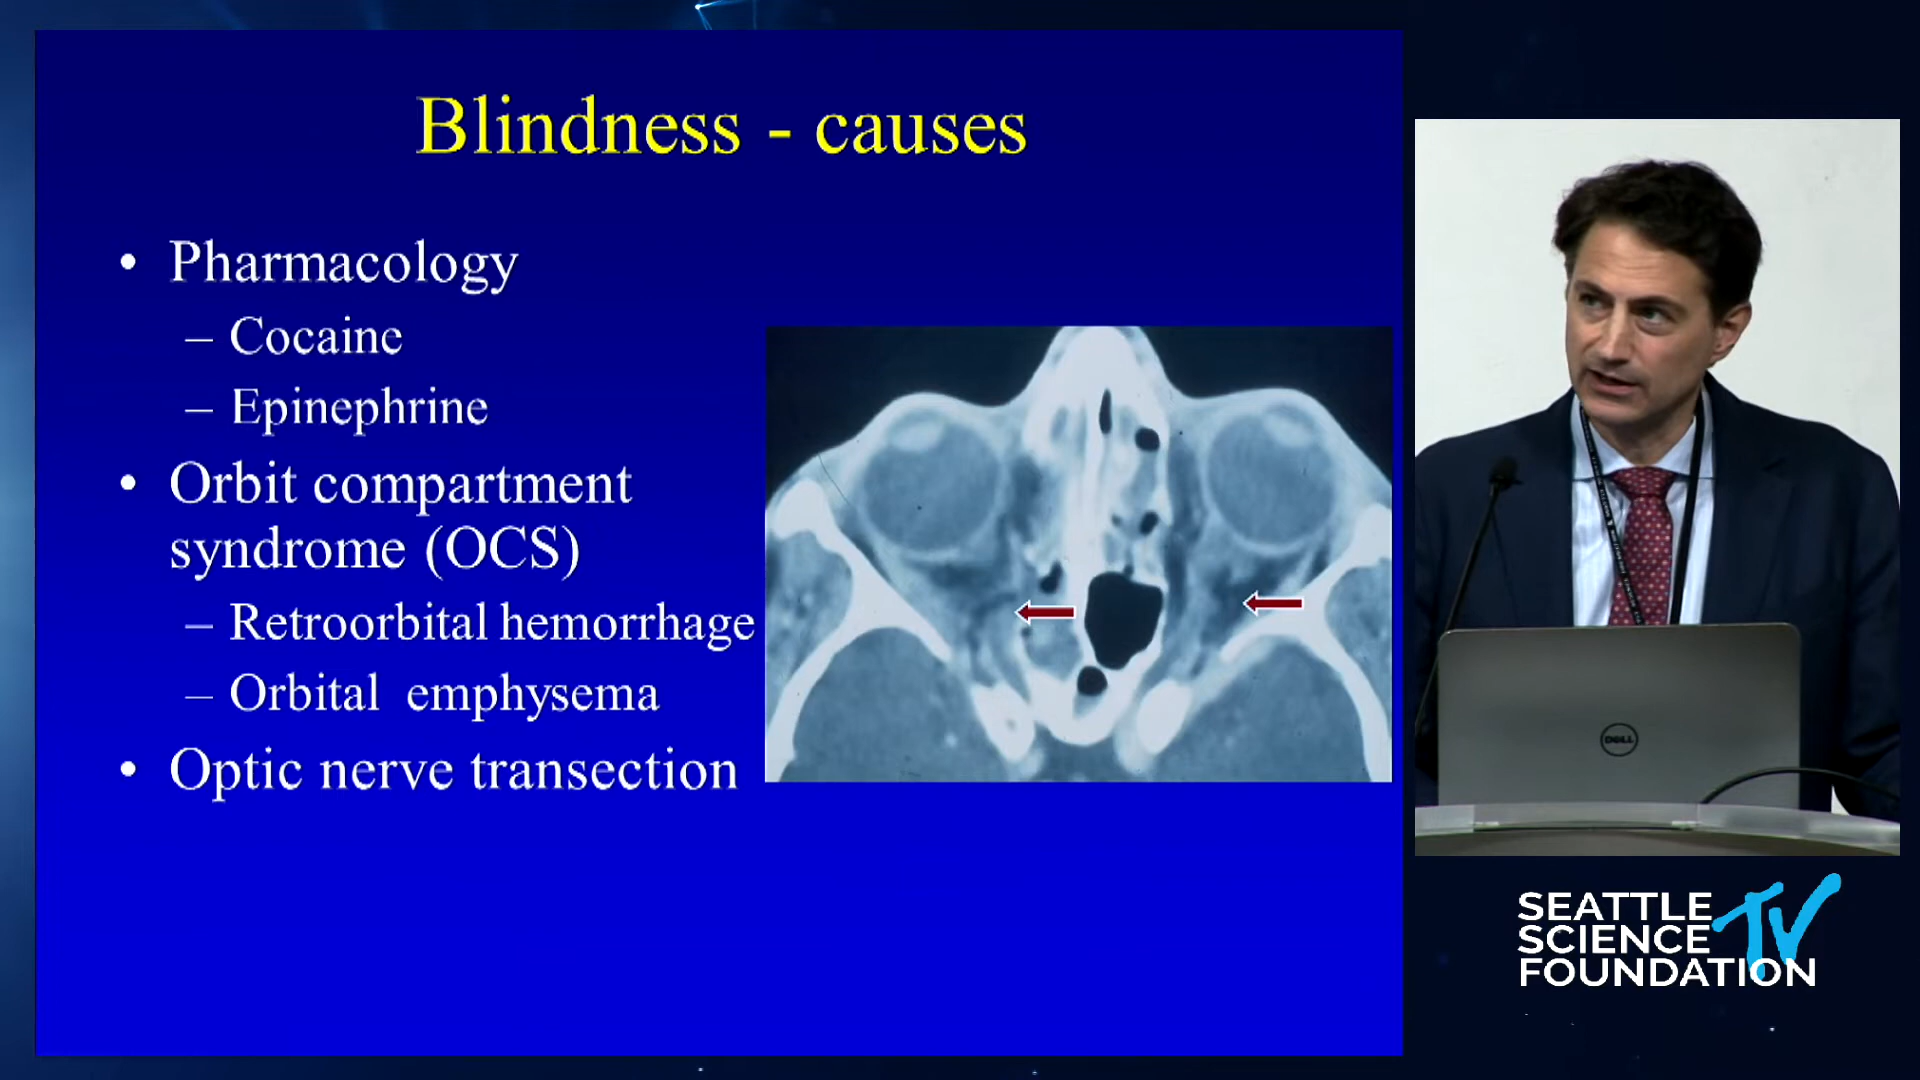 Blindness - causes
• Pharmacology
– Cocaine
– Epinephrine
• Orbit compartment
syndrome (OCS)
– Retroorbital hemorrhage
– Orbital emphysema
• Optic nerve transection
DELL
SEATTLE
SCIENCE
FOUNDATION
TV